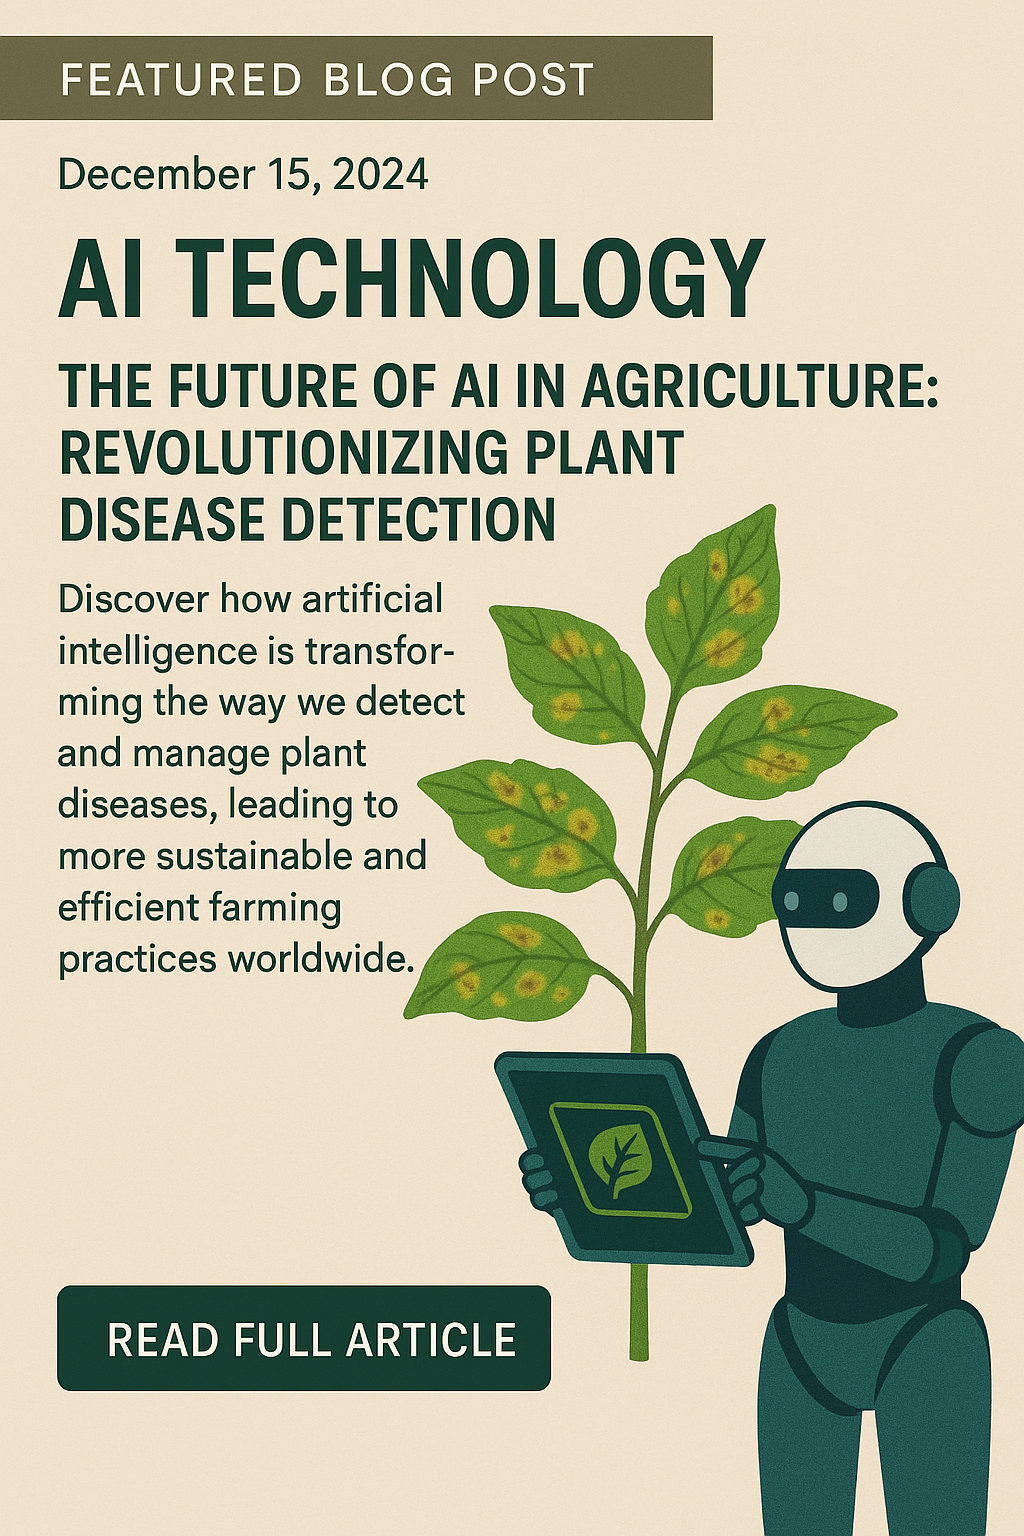 FEATURED BLOG POST
December 15, 2024
AI TECHNOLOGY
THE FUTURE OF AI IN AGRICULTURE:
REVOLUTIONIZING PLANT
DISEASE DETECTION
Discover how artificial
intelligence is transfor-
ming the way we detect
and manage plant
diseases, leading to
more sustainable and
efficient farming
practices worldwide.
READ FULL ARTICLE